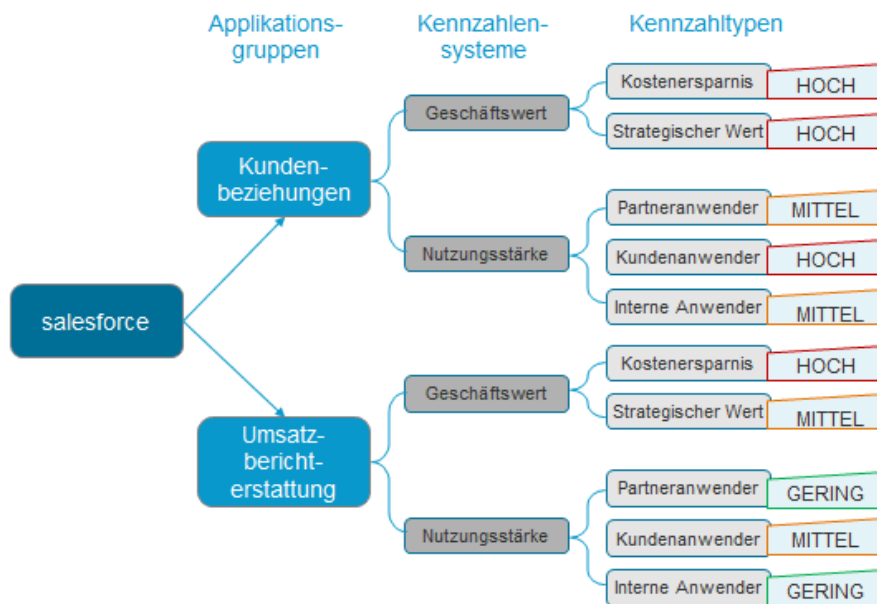 Applikations-
gruppen
Kennzahlen-
systeme
Kennzahltypen
salesforce
Kunden-
beziehungen
Geschäftswert
Kostenersparnis HOCH
Strategischer Wert HOCH
Nutzungsstärke
Partneranwender MITTEL
Kundenanwender HOCH
Interne Anwender MITTEL
Umsatz-
bericht-
erstattung
Geschäftswert
Kostenersparnis HOCH
Strategischer Wert MITTEL
Nutzungsstärke
Partneranwender GERING
Kundenanwender MITTEL
Interne Anwender GERING